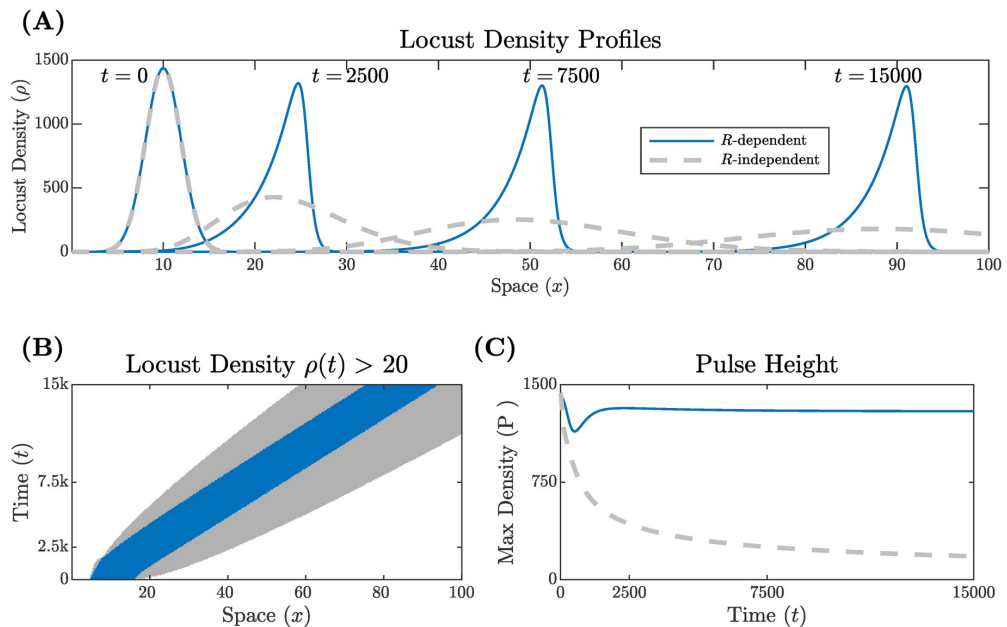 (A)
Locust Density Profiles
Locust Density (ρ)
1500
1000
500
0
t = 0
t = 2500
t = 7500
t = 15000
R-dependent
R-independent
10 20 30 40 50 60 70 80 90 100
Space (x)
(B)
Locust Density ρ(t) > 20
Time (t)
15k
7.5k
2.5k
0
20 40 60 80 100
Space (x)
(C)
Pulse Height
Max Density (P )
1500
750
0
0 2500 7500 15000
Time (t)